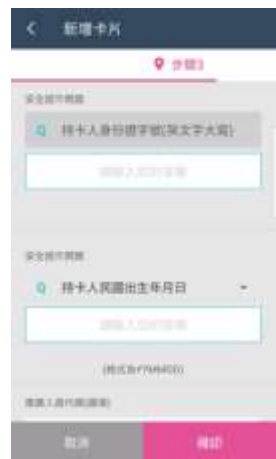 新增卡片
步驟3
安全提示問題
Q 持卡人身份證字號(英文字大寫)
請輸入您的答案
安全提示問題
Q 持卡人民國出生年月日
請輸入您的答案
(格式為YYMMDD)
取消
確認